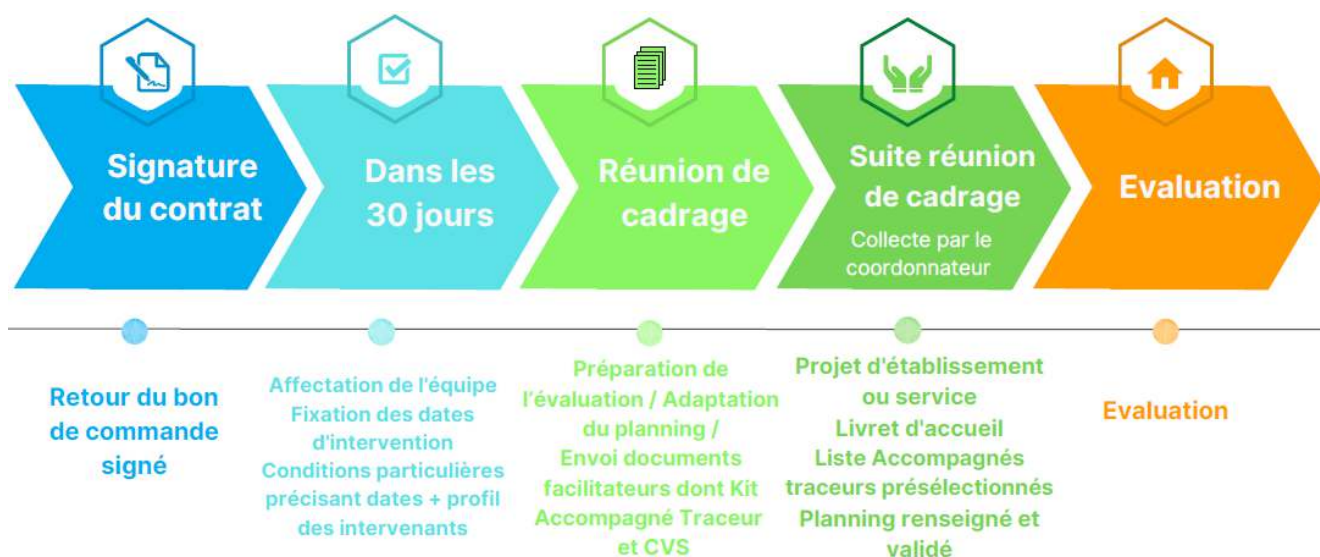 Signature
du contrat
Dans les
30 jours
Réunion de
cadrage
Suite réunion
de cadrage
Collecte par le
coordonnateur
Evaluation
Retour du bon
de commande
signé
Affectation de l'équipe
Fixation des dates
d'intervention
Conditions particulières
précisant dates + profil
des intervenants
Préparation de
l'évaluation / Adaptation
du planning /
Envoi documents
facilitateurs dont Kit
Accompagné Traceur
et CVS
Projet d'établissement
ou service
Livret d'accueil
Liste Accompagnés
traceurs présélectionnés
Planning renseigné et
validé
Evaluation